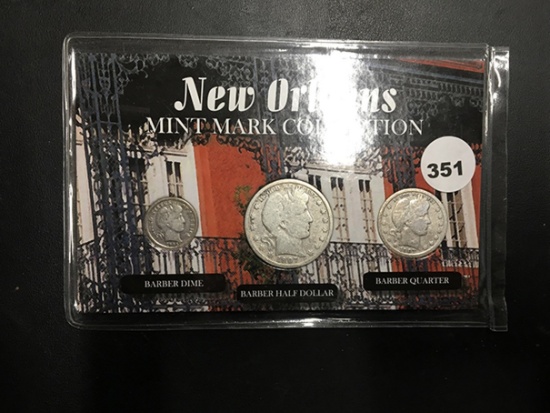 New Orleans
MINT MARK COLLECTION
351
BARBER DIME
BARBER HALF DOLLAR
BARBER QUARTER